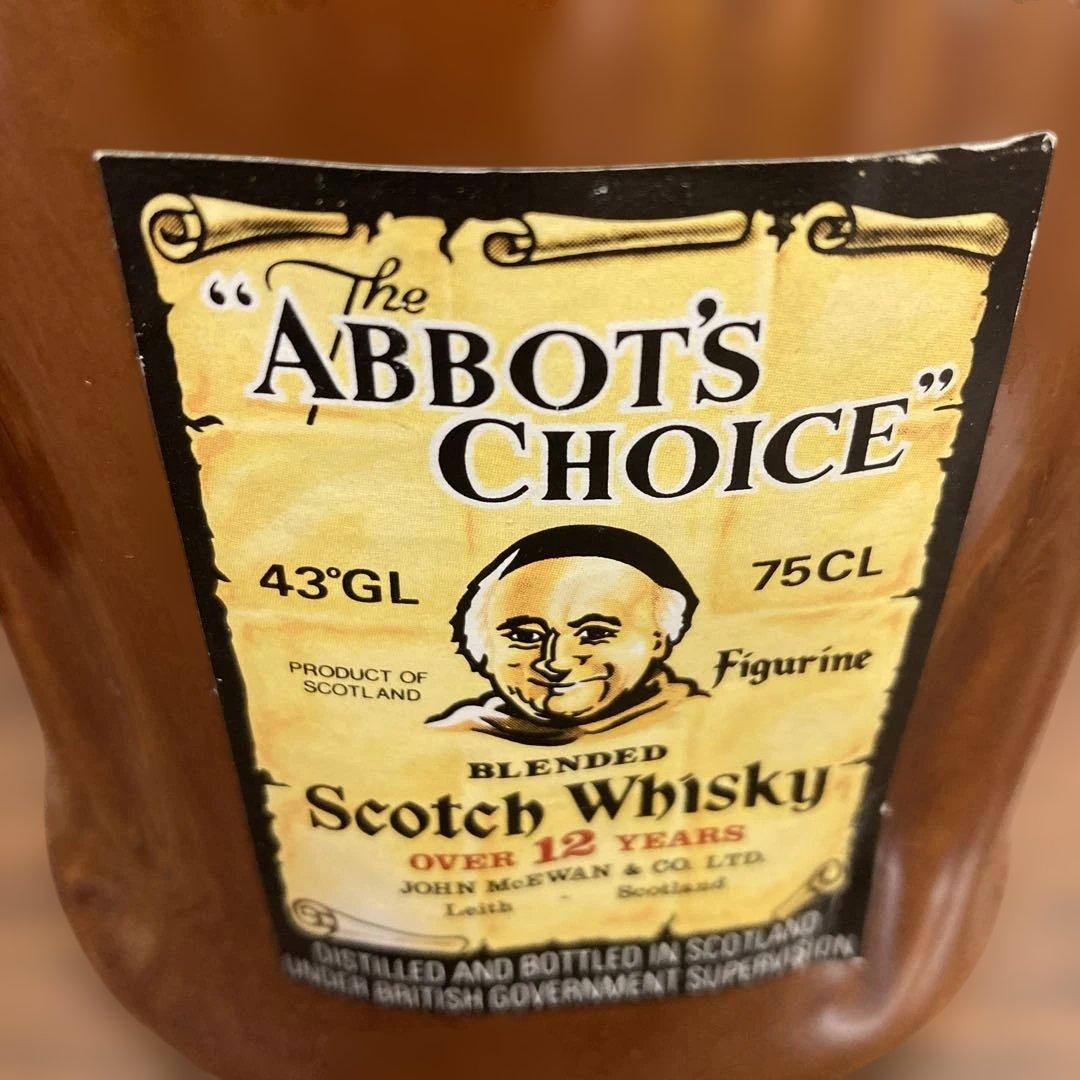 “The
ABBOT'S
CHOICE”
43°GL
75CL
PRODUCT OF
SCOTLAND
Figurine
BLENDED
Scotch Whisky
OVER 12 YEARS
JOHN McEWAN & CO. LTD.
Leith - Scotland
DISTILLED AND BOTTLED IN SCOTLAND
UNDER BRITISH GOVERNMENT SUPERVISION